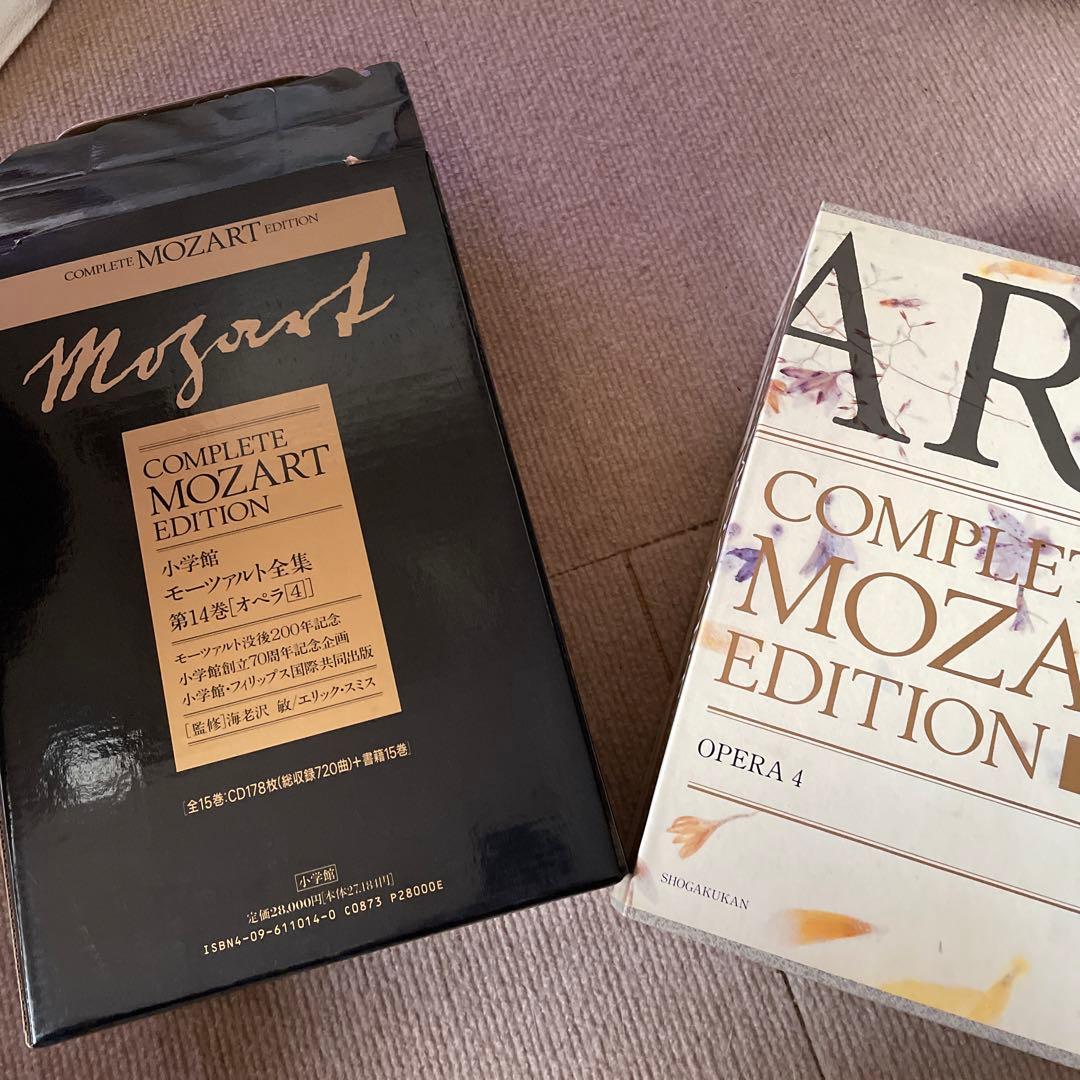 COMPLETE MOZART EDITION
Mozart
COMPLETE
MOZART
EDITION
小学館
モーツァルト全集
第14巻[オペラ4]
モーツァルト没後200年記念
小学館創立70周年記念企画
小学館・フィリップス国際共同出版
[監修]海老沢 敏/エリック・スミス
[全15巻:CD178枚(総収録720曲)+書籍15巻]
小学館
定価28,000円[本体27,184円]
ISBN4-09-611014-0 C0873 P28000E
AR
COMPLET
MOZA
EDITION
OPERA 4
SHOGAKUKAN